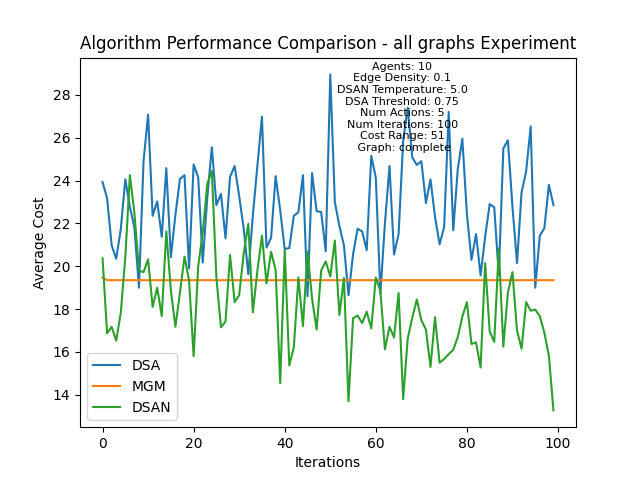 Algorithm Performance Comparison - all graphs Experiment
Agents: 10
Edge Density: 0.1
DSAN Temperature: 5.0
DSA Threshold: 0.75
Num Actions: 5
Num Iterations: 100
Cost Range: 51
Graph: complete
28
26
24
22
20
18
16
14
Average Cost
DSA
MGM
DSAN
0 20 40 60 80 100
Iterations